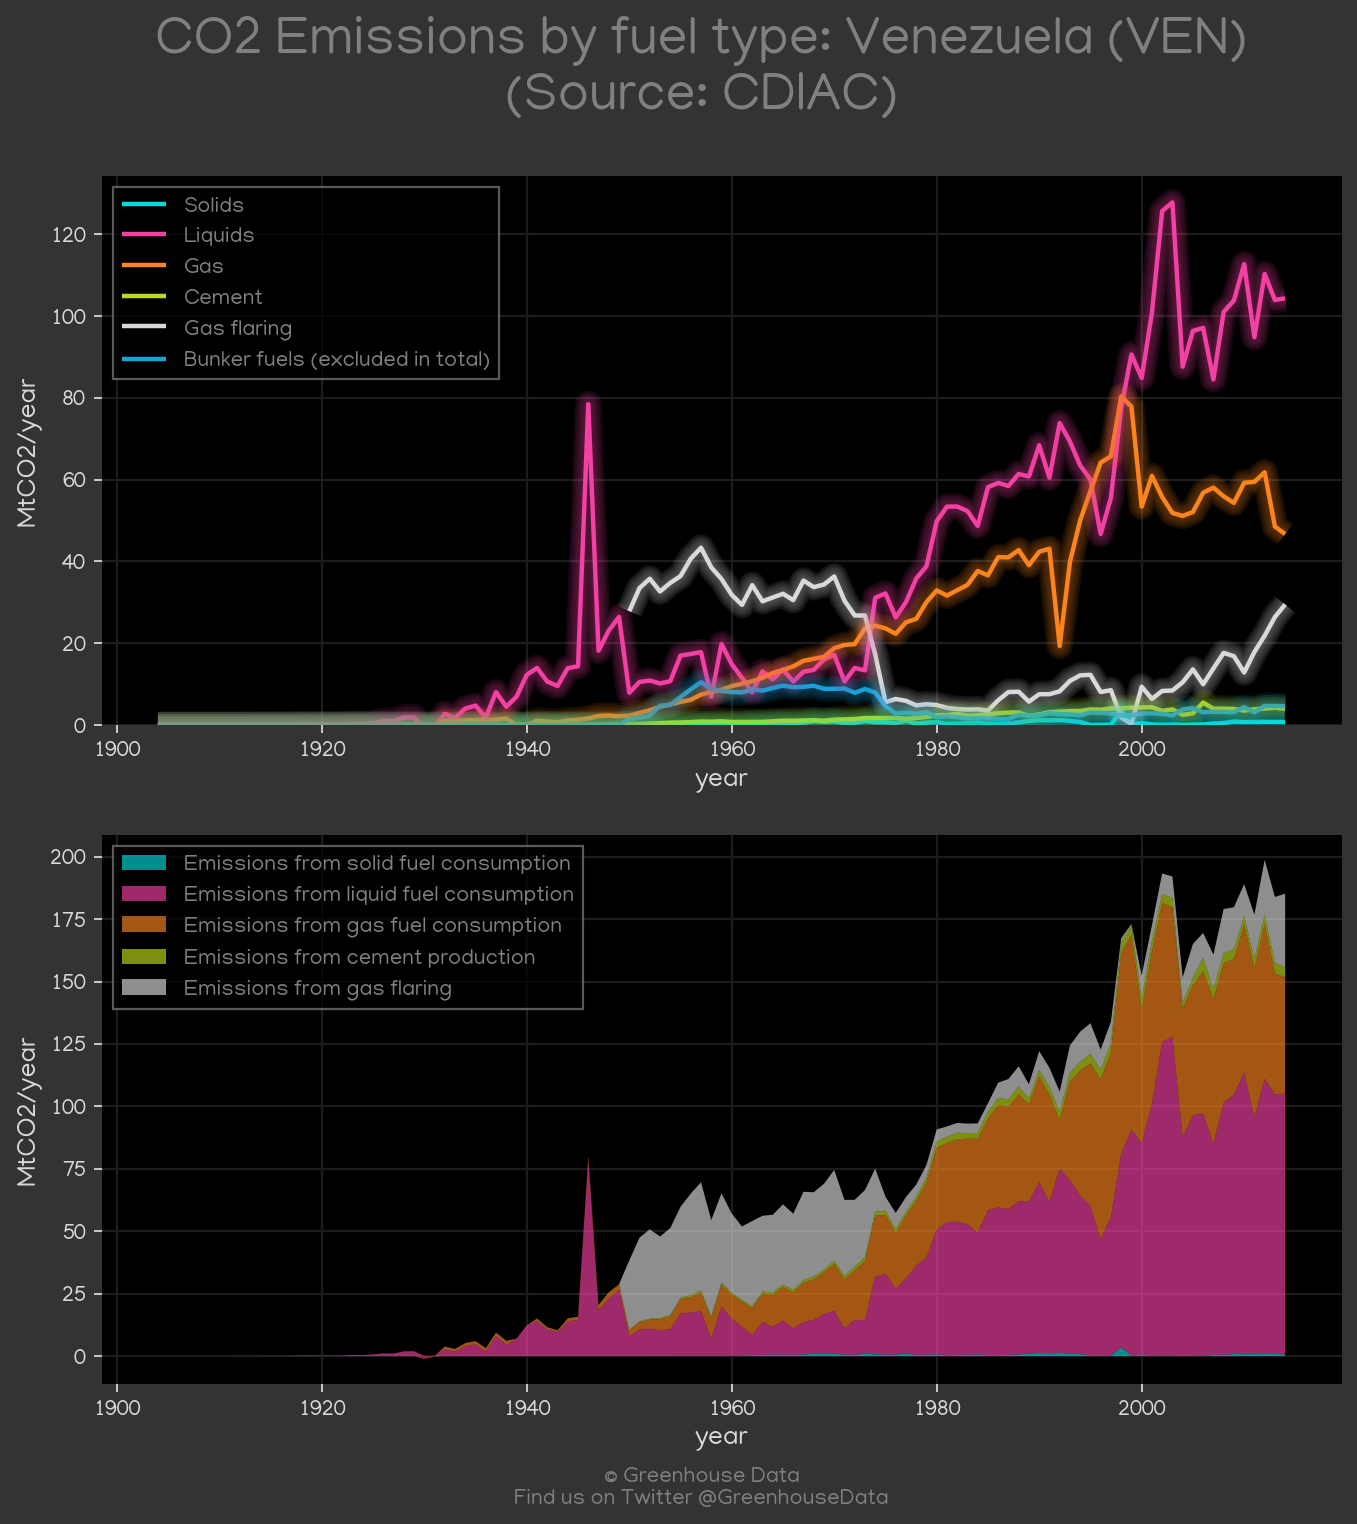 CO2 Emissions by fuel type: Venezuela (VEN)
(Source: CDIAC)
Solids
Liquids
Gas
Cement
Gas flaring
Bunker fuels (excluded in total)
MtCO2/year
120
100
80
60
40
20
0
1900 1920 1940 1960 1980 2000
year
Emissions from solid fuel consumption
Emissions from liquid fuel consumption
Emissions from gas fuel consumption
Emissions from cement production
Emissions from gas flaring
MtCO2/year
200
175
150
125
100
75
50
25
0
1900 1920 1940 1960 1980 2000
year
© Greenhouse Data
Find us on Twitter @GreenhouseData